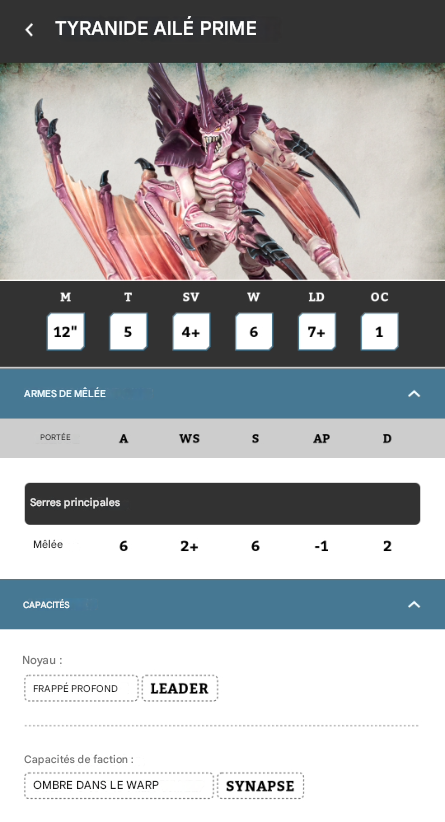 TYRANIDE AILÉ PRIME
M T SV W LD OC
12" 5 4+ 6 7+ 1
ARMES DE MÊLÉE
PORTÉE A WS S AP D
Serres principales
Mêlée 6 2+ 6 -1 2
CAPACITÉS
Noyau :
FRAPPÉ PROFOND LEADER
Capacités de faction :
OMBRE DANS LE WARP SYNAPSE